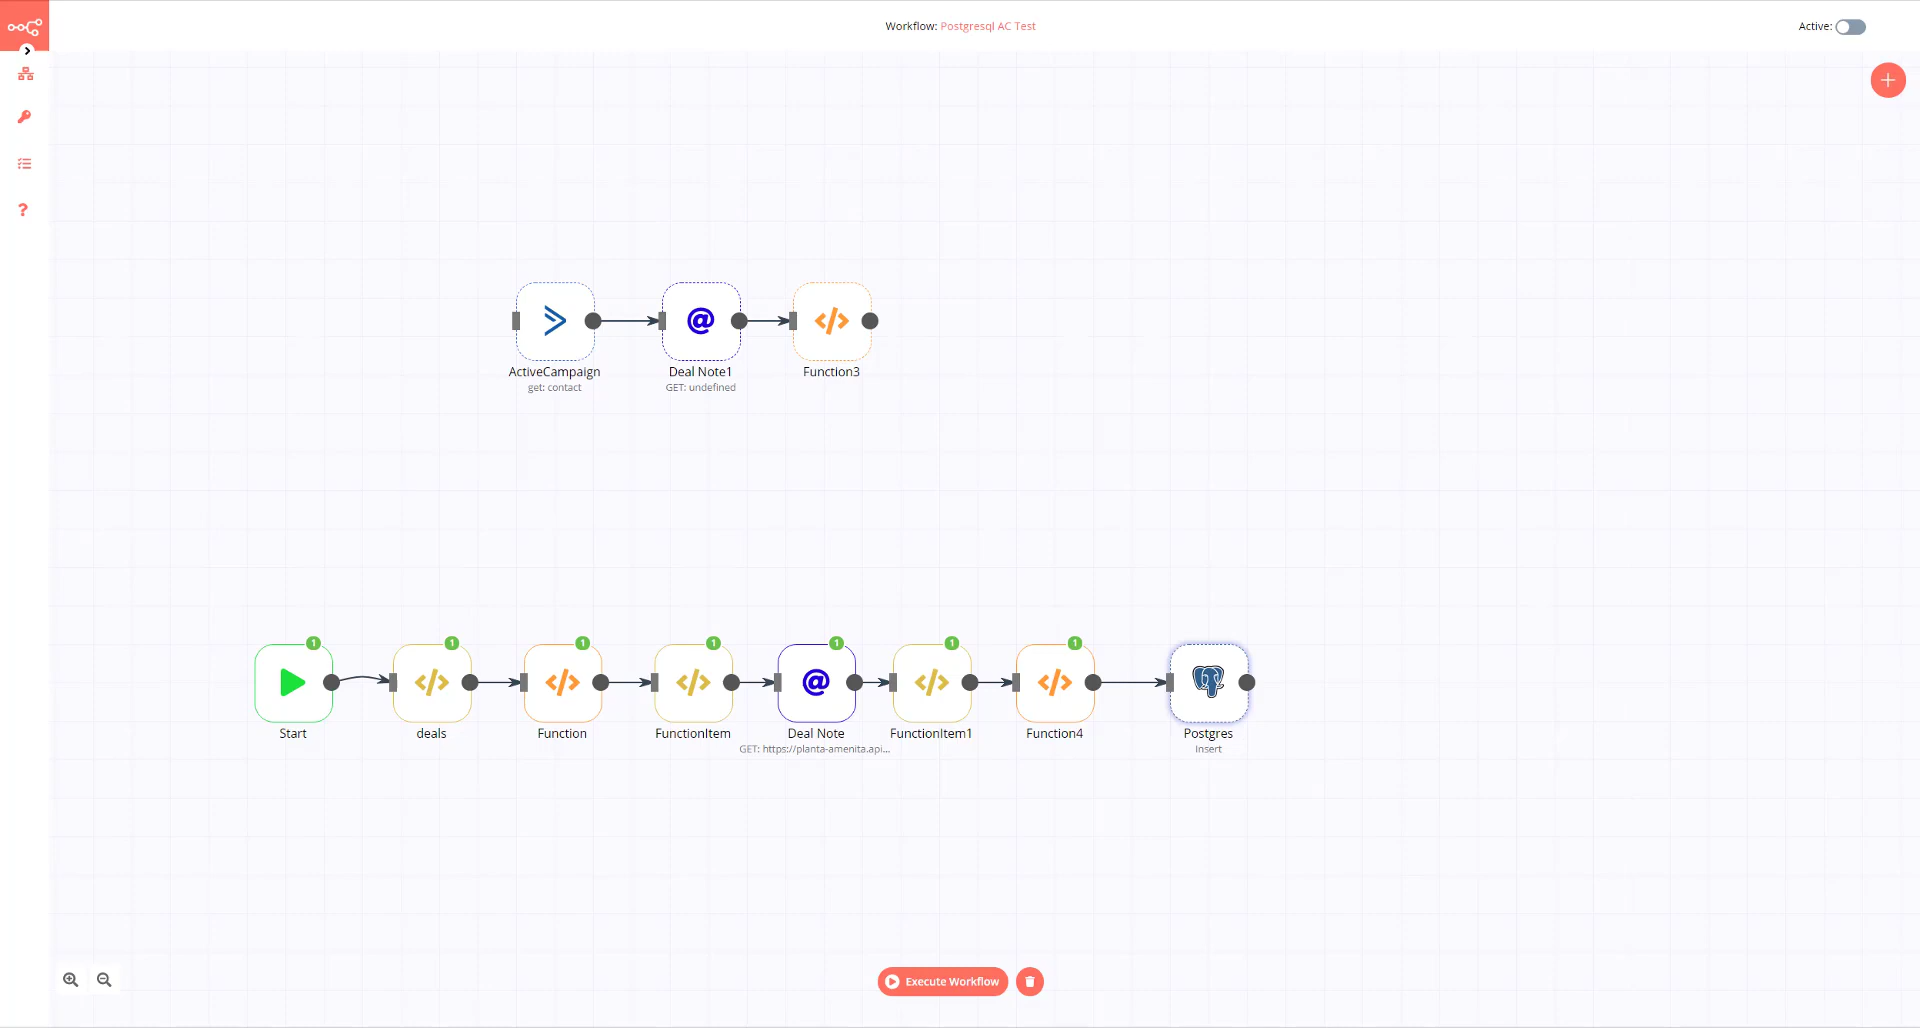 Workflow: Postgresql AC Test
Active:
ActiveCampaign
get: contact
Deal Note1
GET: undefined
Function3
1
1
1
1
1
1
1
Start
deals
Function
FunctionItem
Deal Note
GET: https://planta-amenita.api...
FunctionItem1
Function4
Postgres
insert
Execute Workflow